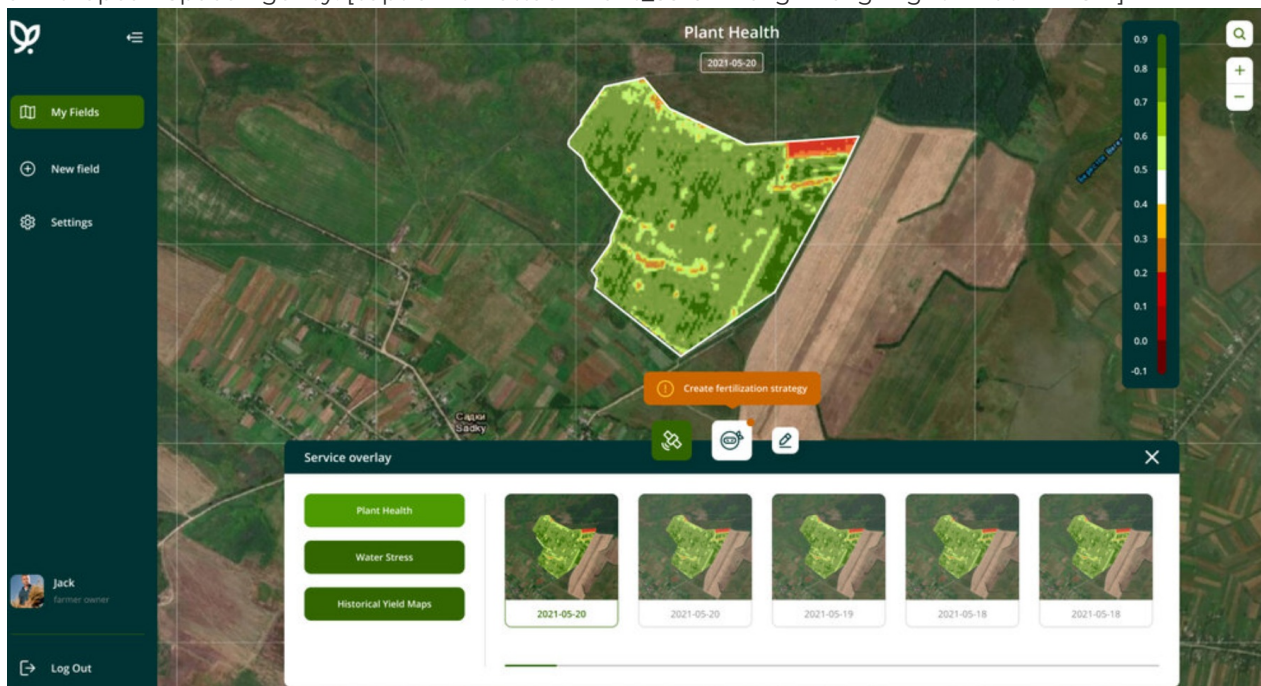 Plant Health
2021-05-20
My Fields
New field
Settings
0.9
0.8
0.7
0.6
0.5
0.4
0.3
0.2
0.1
0.0
-0.1
Create fertilization strategy
Садки
Sadky
Service overlay
Plant Health
Water Stress
Historical Yield Maps
2021-05-20
2021-05-20
2021-05-19
2021-05-18
2021-05-18
Jack
farmer owner
Log Out